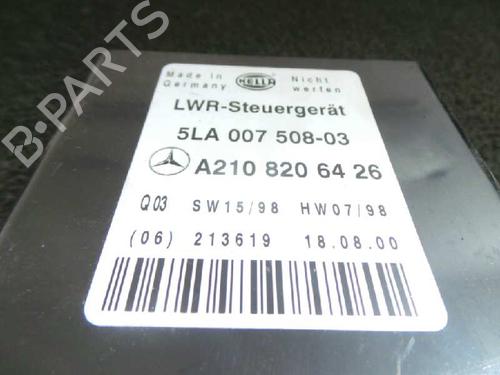 B-PARTS
Made in Germany
HELLA
Nicht werfen
LWR-Steuergerät
5LA 007 508-03
A210 820 64 26
Q03 SW15/98 HW07/98
(06) 213619 18.08.00